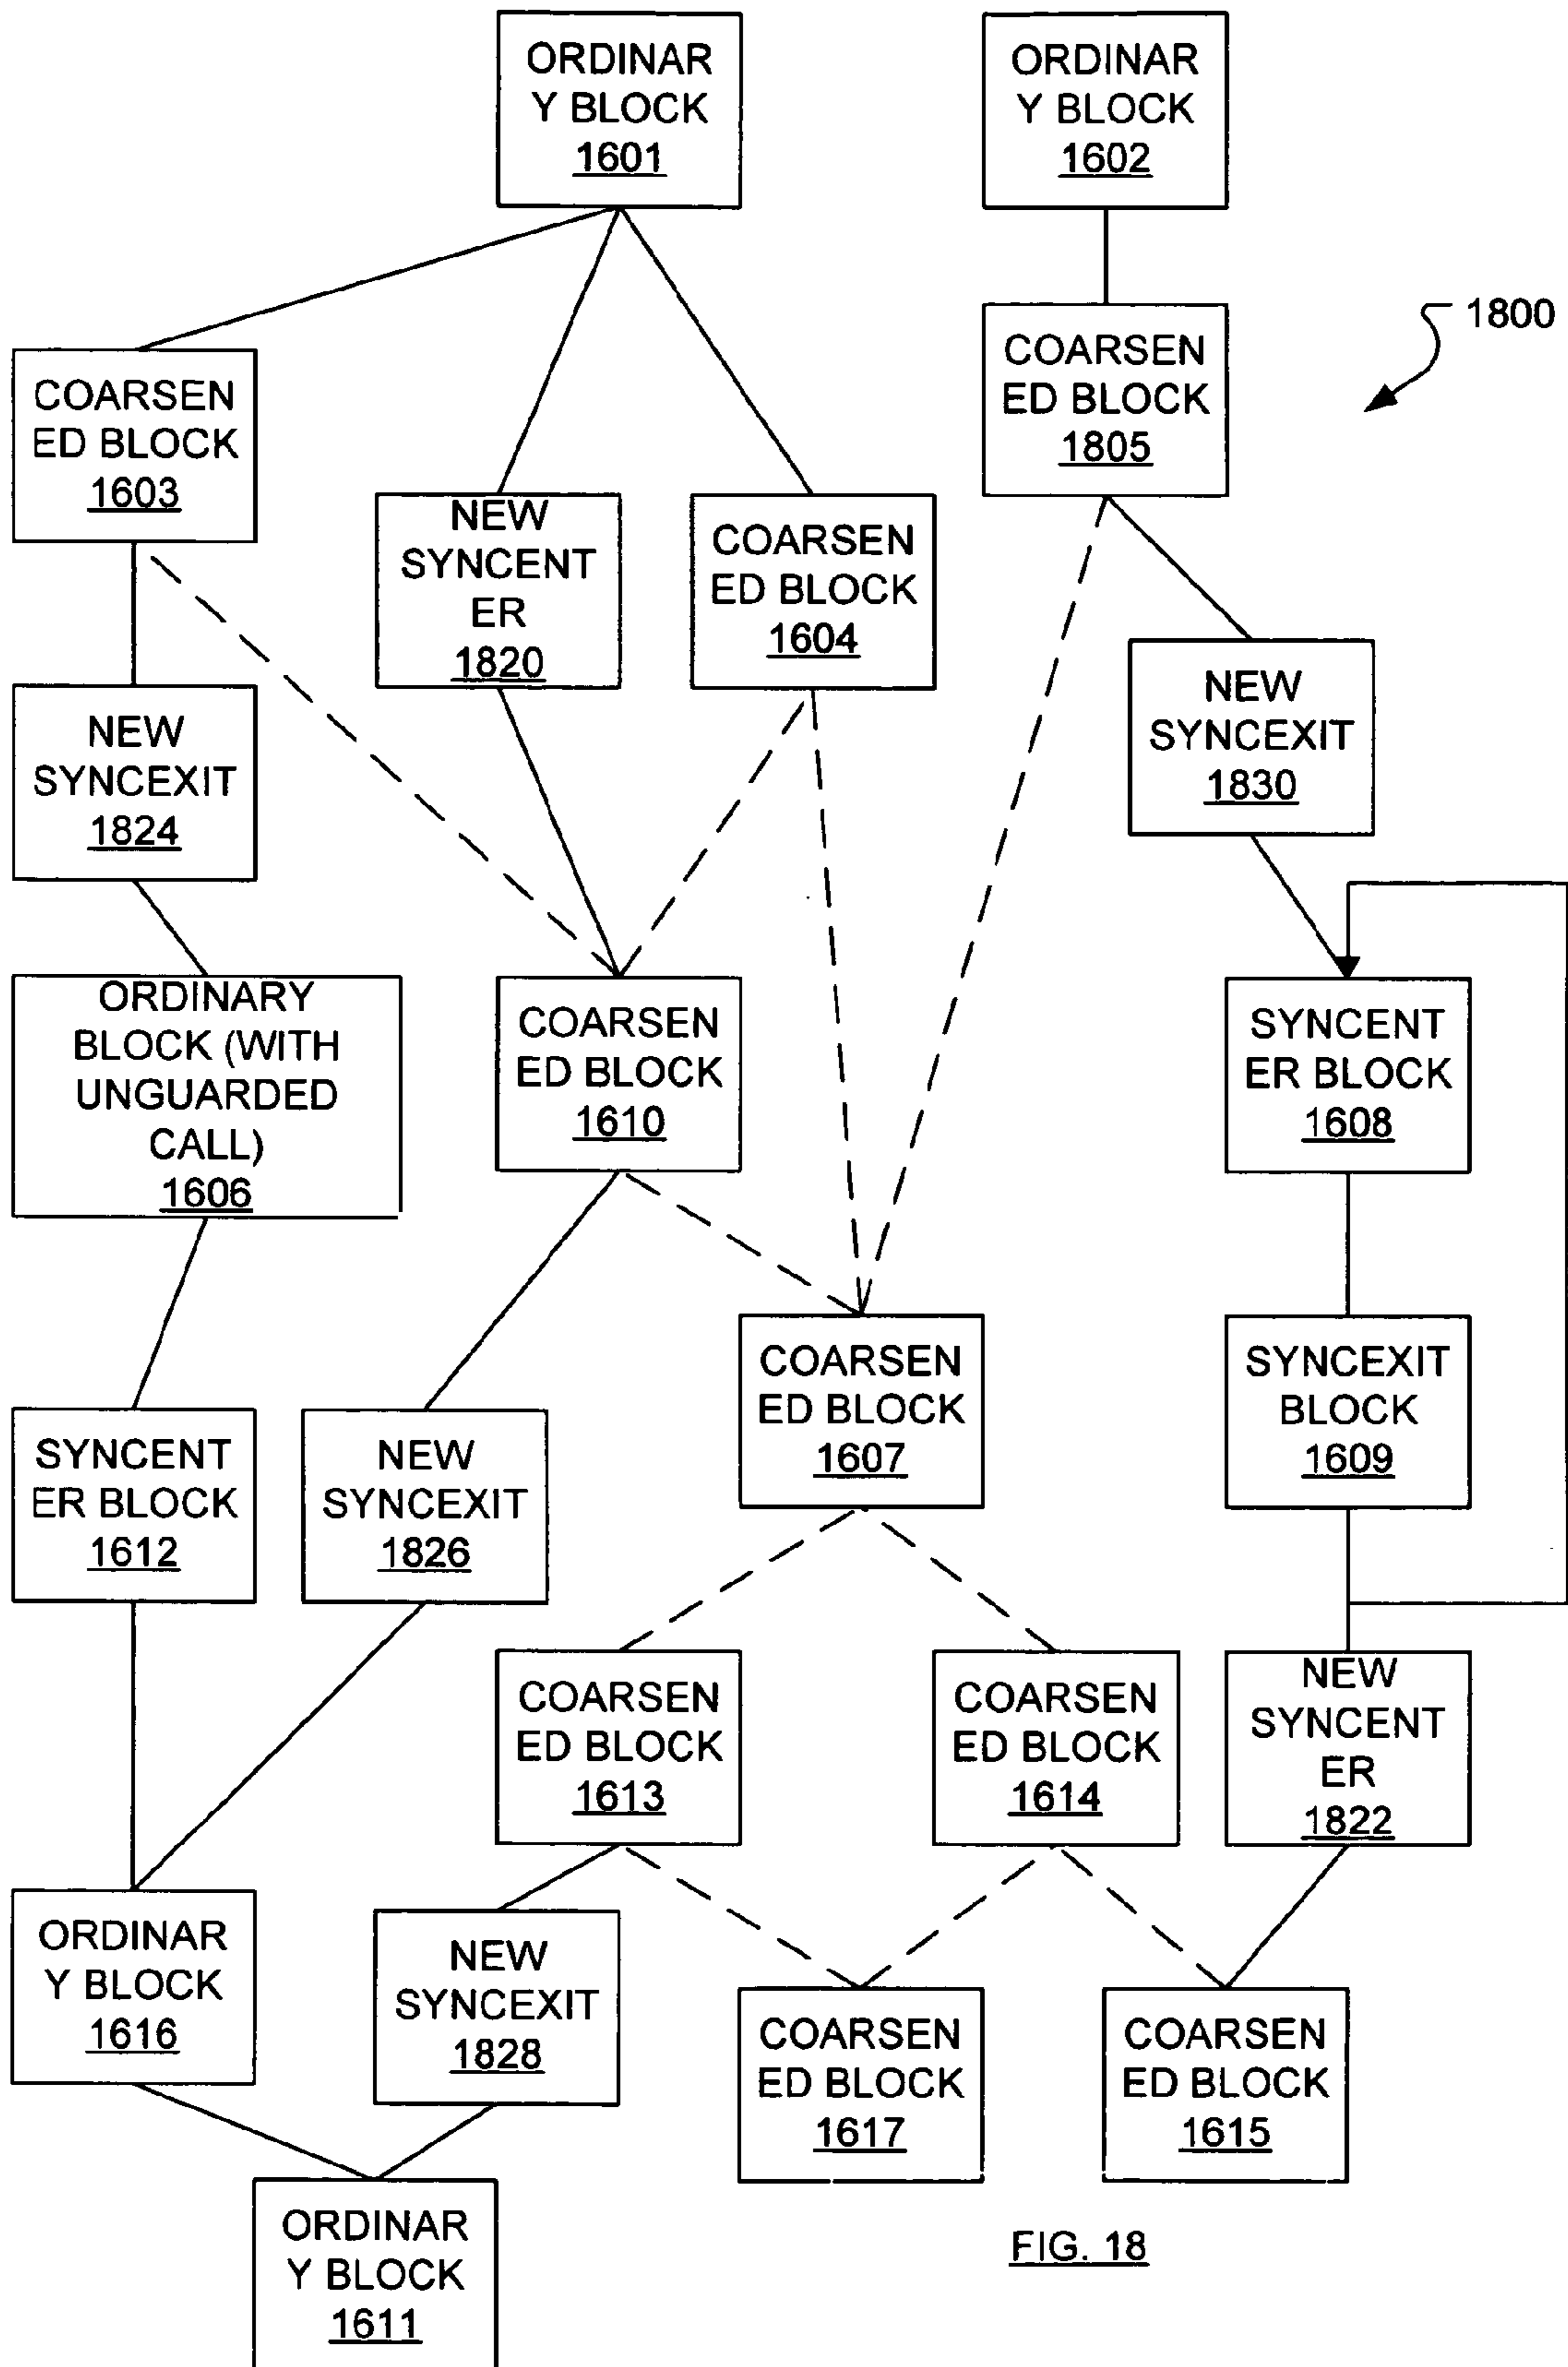 ORDINAR
Y BLOCK
1601
ORDINAR
Y BLOCK
1602
COARSEN
ED BLOCK
1603
NEW
SYNCENT
ER
1820
COARSEN
ED BLOCK
1604
COARSEN
ED BLOCK
1805
1800
NEW
SYNCEXIT
1824
NEW
SYNCEXIT
1830
ORDINARY
BLOCK (WITH
UNGUARDED
CALL)
1606
COARSEN
ED BLOCK
1610
SYNCENT
ER BLOCK
1608
SYNCENT
ER BLOCK
1612
NEW
SYNCEXIT
1826
COARSEN
ED BLOCK
1607
SYNCEXIT
BLOCK
1609
COARSEN
ED BLOCK
1613
COARSEN
ED BLOCK
1614
NEW
SYNCENT
ER
1822
ORDINAR
Y BLOCK
1616
NEW
SYNCEXIT
1828
COARSEN
ED BLOCK
1617
COARSEN
ED BLOCK
1615
ORDINAR
Y BLOCK
1611
FIG. 18